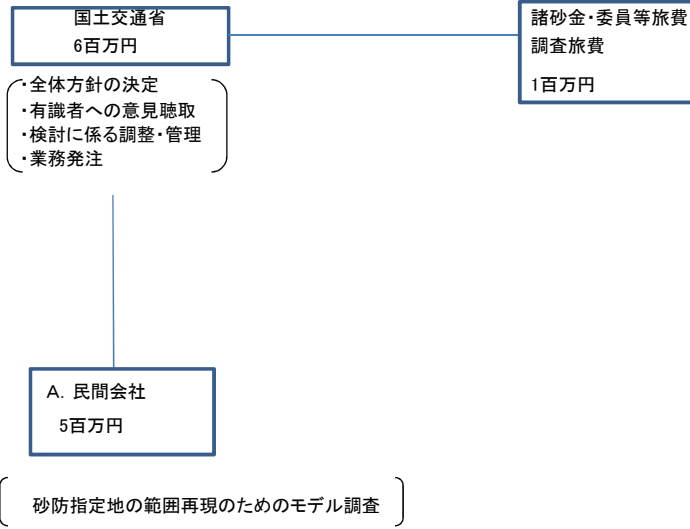 国土交通省
6百万円
諸砂金・委員等旅費
調査旅費
1百万円
・全体方針の決定
・有識者への意見聴取
・検討に係る調整・管理
・業務発注
A. 民間会社
5百万円
砂防指定地の範囲再現のためのモデル調査